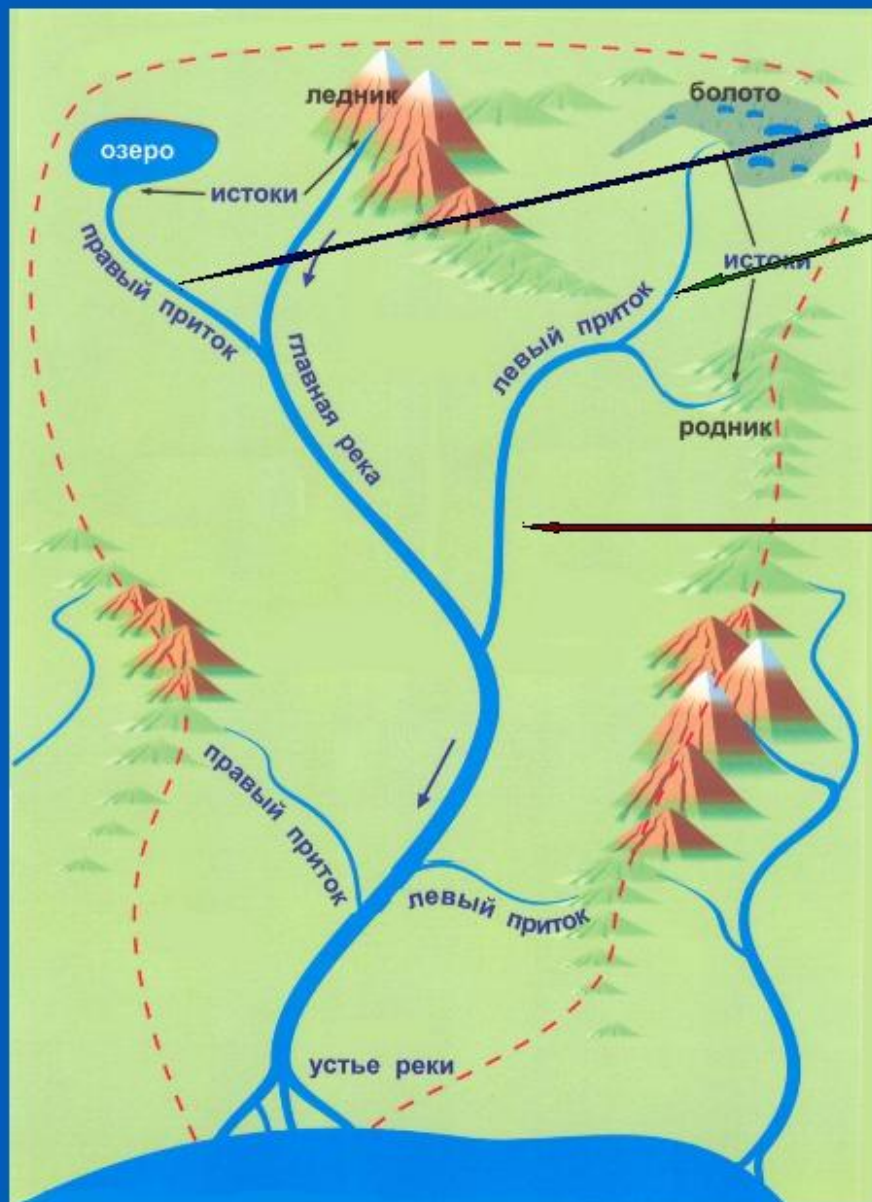 ледник
болото
озеро
истоки
истоки
правый приток
главная река
левый приток
родник
правый приток
левый приток
устье реки